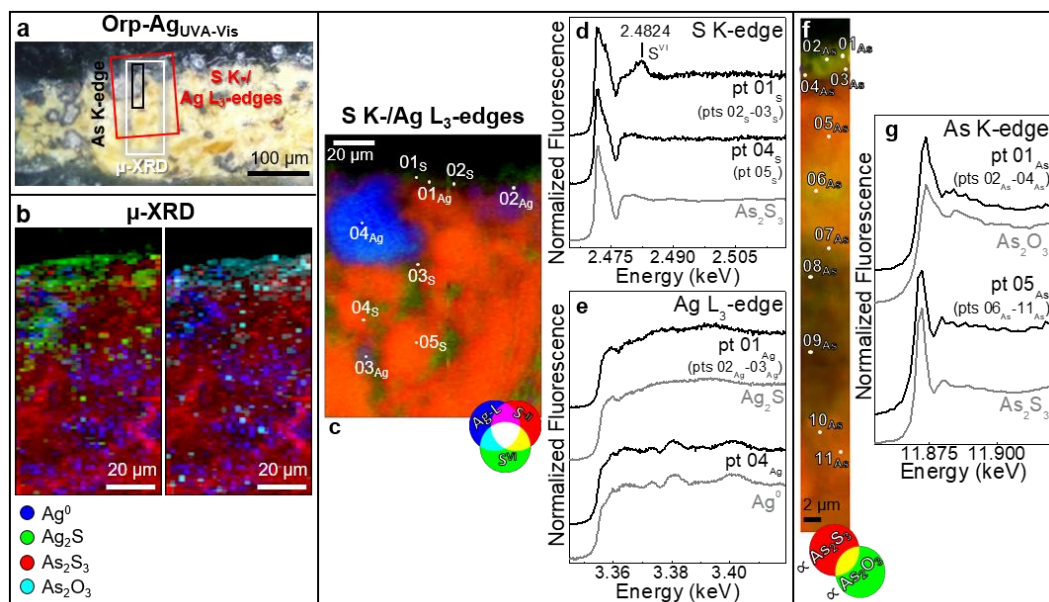 a
Orp-Ag UVA-Vis
As K-edge
S K-/
Ag L3-edges
μ-XRD
100 μm
b
μ-XRD
20 μm
20 μm
Ag⁰
Ag2S
As2S3
As2O3
S K-/Ag L3-edges
20 μm
01S
02S
01Ag
02Ag
04Ag
03S
04S
05S
03Ag
c
Ag-L
S-II
SVI
d
S K-edge
2.4824
SVI
pt 01S
(pts 02S-03S)
pt 04S
(pt 05S)
As2S3
Normalized Fluorescence
2.475 2.490 2.505
Energy (keV)
e
Ag L3-edge
pt 01Ag
(pts 02Ag-03Ag)
Ag2S
pt 04Ag
Ag⁰
Normalized Fluorescence
3.36 3.38 3.40
Energy (keV)
f
01As
02As
03As
04As
05As
06As
07As
08As
09As
10As
11As
2 μm
∝ As2S3
∝ As2O3
g
As K-edge
pt 01As
(pts 02As-04As)
As2O3
pt 05As
(pts 06As-11As)
As2S3
Normalized Fluorescence
11.875 11.900
Energy (keV)